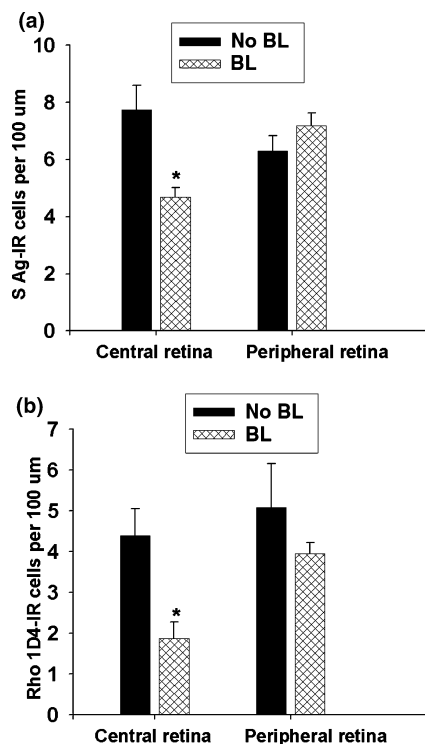 (a)
No BL
BL
S Ag-IR cells per 100 um
10
8
6
4
2
0
*
Central retina
Peripheral retina
(b)
No BL
BL
Rho 1D4-IR cells per 100 um
7
6
5
4
3
2
1
0
*
Central retina
Peripheral retina